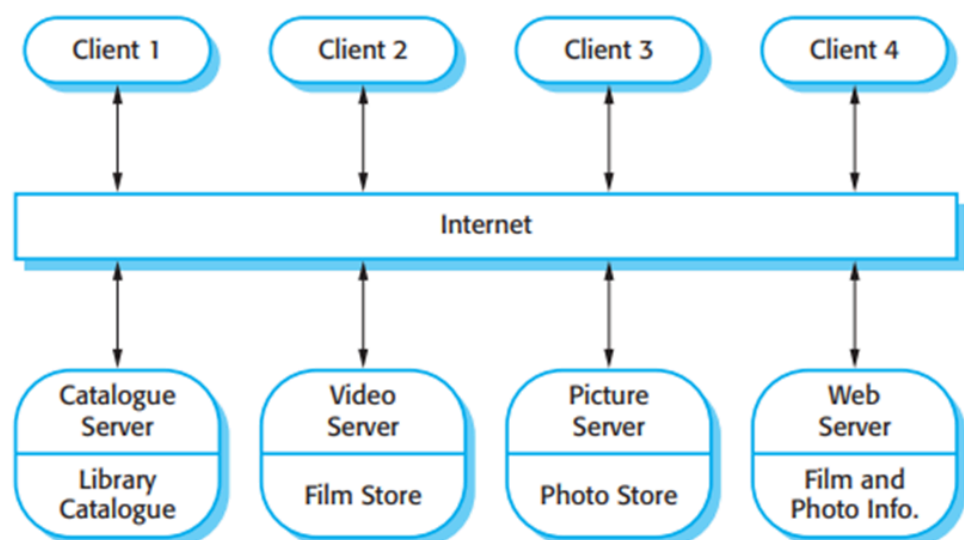 Client 1
Client 2
Client 3
Client 4
Internet
Catalogue
Server
Library
Catalogue
Video
Server
Film Store
Picture
Server
Photo Store
Web
Server
Film and
Photo Info.